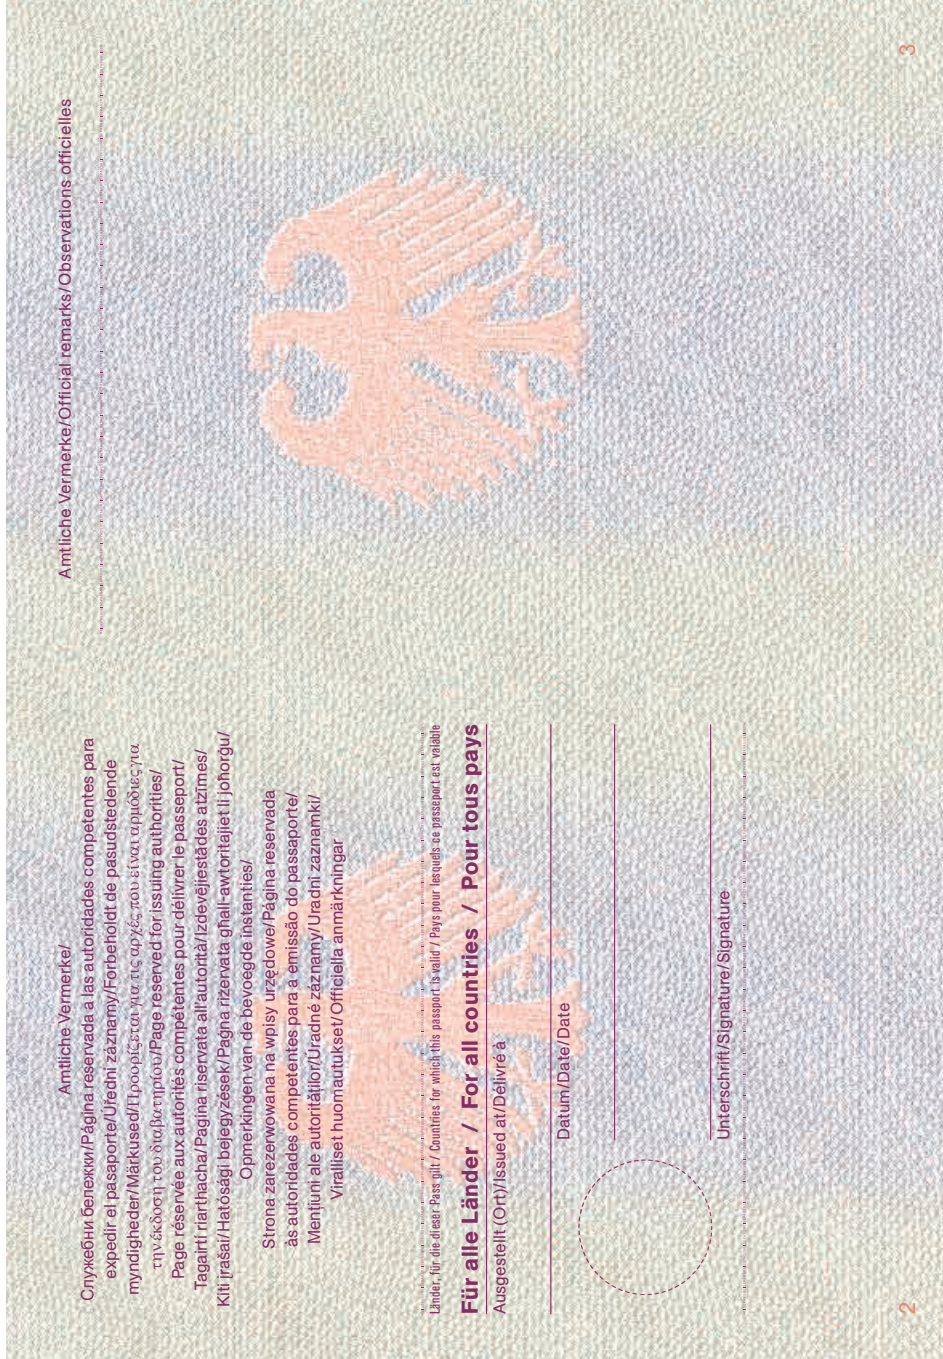 Amtliche Vermerke/
Служебни бележки/Página reservada a las autoridades competentes para
expedir el pasaporte/Úřední záznamy/Forbeholdt de pasudstedende
myndigheder/Märkused/Προορίζεται για τις αρχές που είναι αρμόδιες για
την έκδοση του διαβατηρίου/Page reserved for issuing authorities/
Page réservée aux autorités compétentes pour délivrer le passeport/
Tagairtí ríarthacha/Pagina riservata all'autorità/Izdevējiestādes atzīmes/
Kiti įrašai/Hatósági bejegyzések/Paġna riżervata għall-awtoritajiet li joħorġu/
Opmerkingen van de bevoegde instanties/
Strona zarezerwowana na wpisy urzędowe/Página reservada
às autoridades competentes para a emissão do passaporte/
Mențiuni ale autorităților/Úradné záznamy/Uradni zaznamki/
Viralliset huomautukset/Officiella anmärkningar
Länder, für die dieser Pass gilt / Countries for which this passport is valid / Pays pour lesquels ce passeport est valable
Für alle Länder / For all countries / Pour tous pays
Ausgestellt (Ort)/Issued at/Délivré à
Datum/Date/Date
Unterschrift/Signature/Signature
2
Amtliche Vermerke/Official remarks/Observations officielles
3